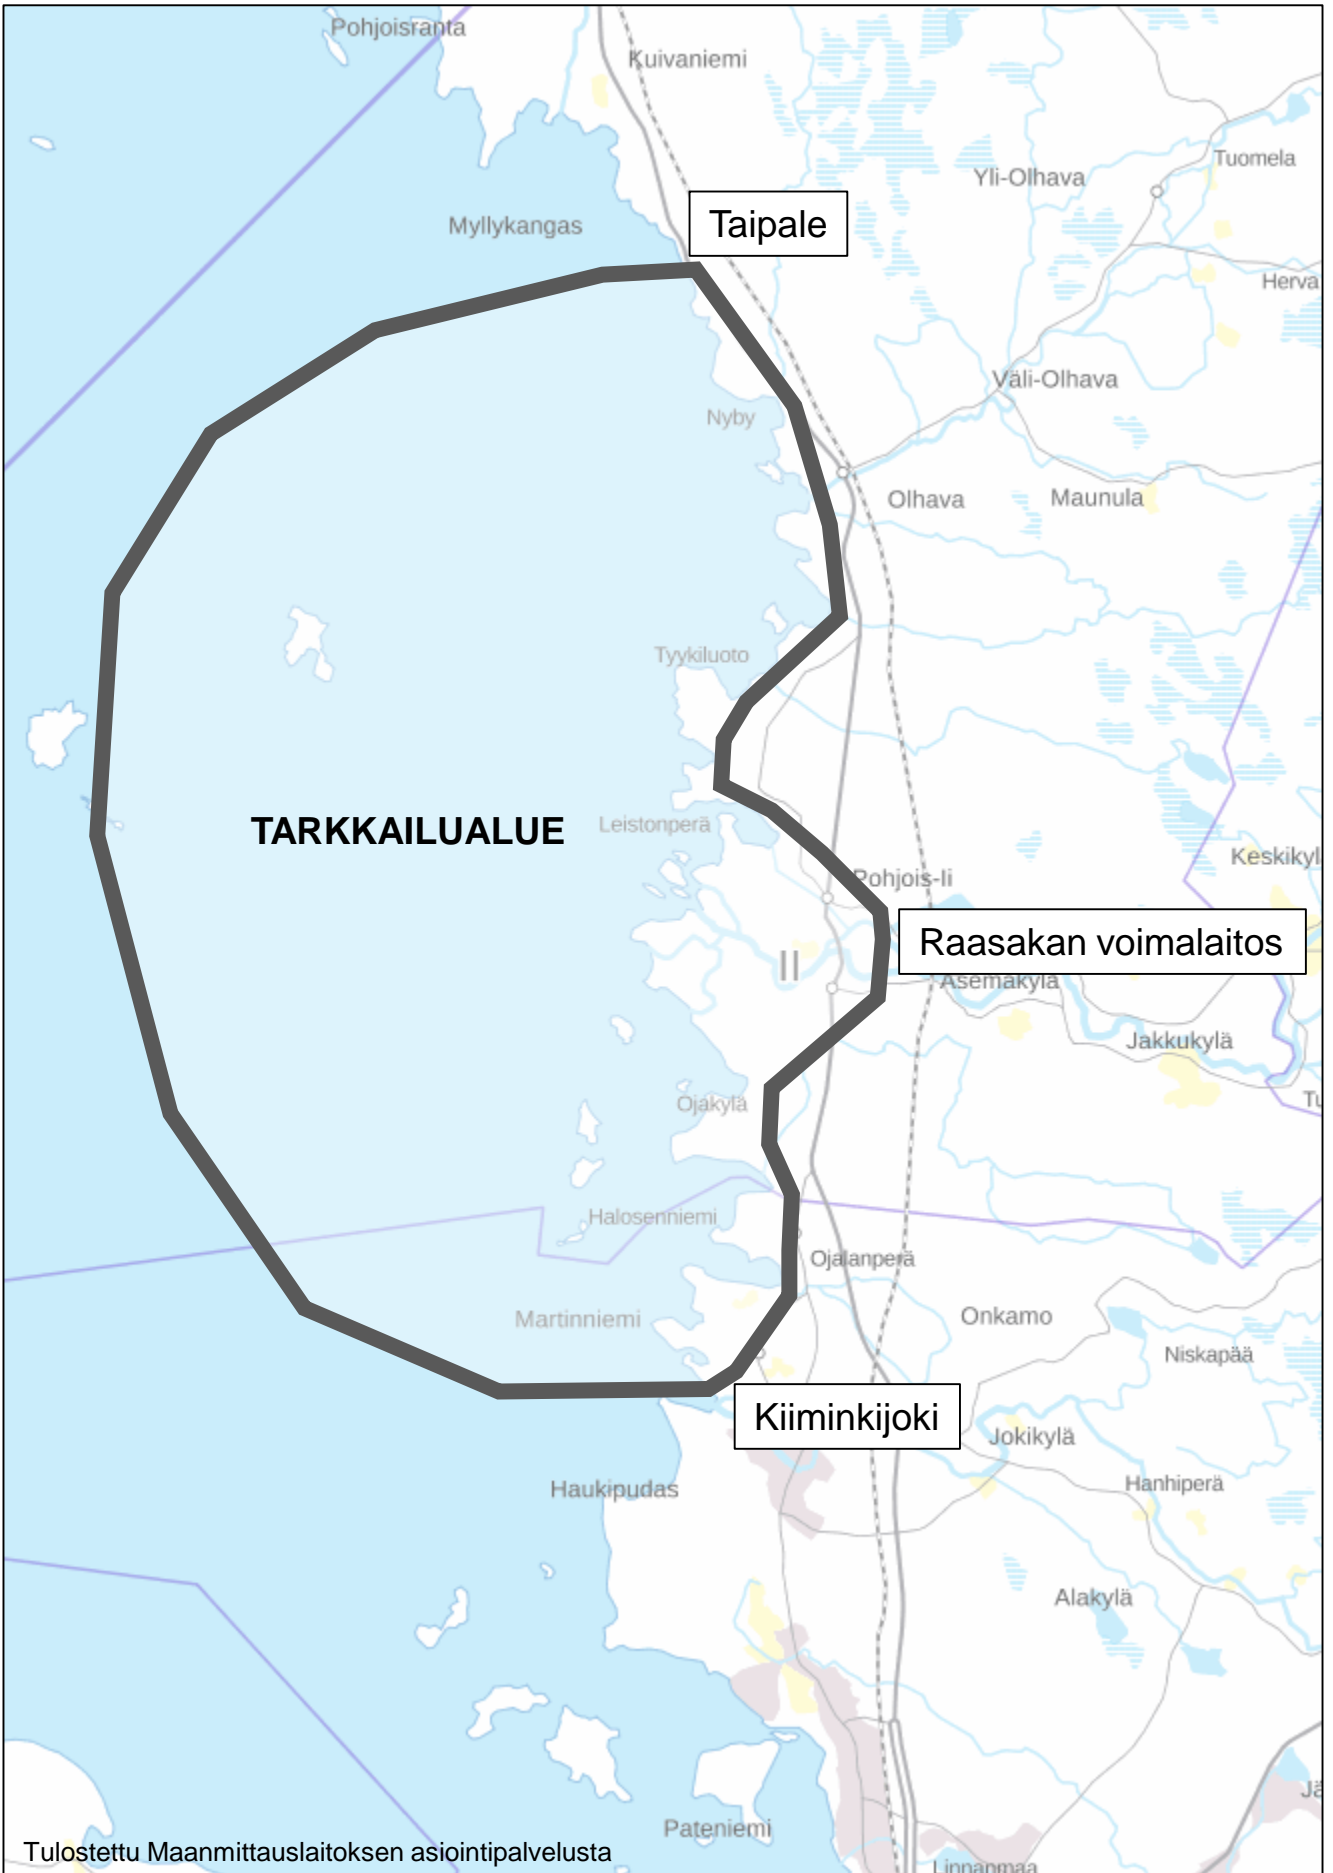 Pohjoisranta
Kuivaniemi
Tuomela
Yli-Olhava
Myllykangas
Taipale
Herva
Väli-Olhava
Nyby
Olhava
Maunula
Tyykiluoto
TARKKAILUALUE
Leistonperä
Keskikyl
Pohjois-Ii
Raasakan voimalaitos
II
Asemakylä
Jakkukylä
Ojakylä
Tu
Halosenniemi
Ojalanperä
Martinniemi
Onkamo
Niskapää
Kiiminkijoki
Jokikylä
Haukipudas
Hanhiperä
Alakylä
Jä
Pateniemi
Tulostettu Maanmittauslaitoksen asiointipalvelusta
Linnanmaa